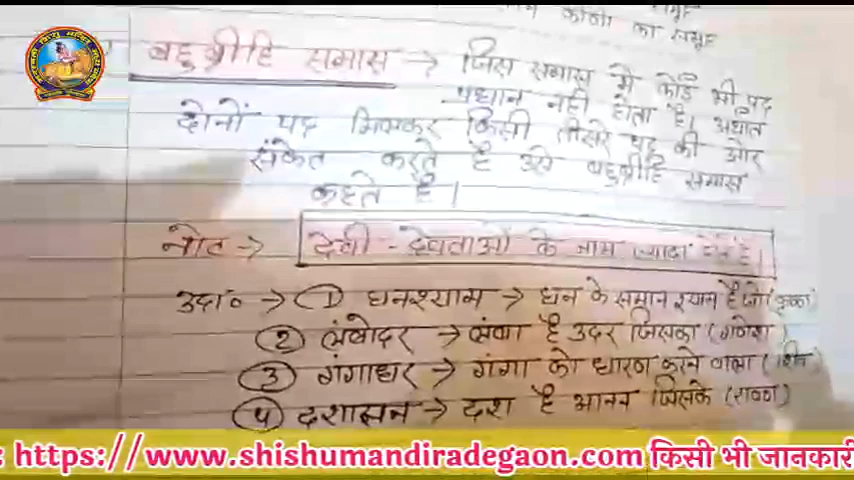 कोणों का समूह
बहुव्रीहि समास → जिस समास में कोई भी पद
प्रधान नहीं होता है। अर्थात
दोनों पद मिलकर किसी तीसरे पद की ओर
संकेत करते है उसे बहुव्रीहि समास
कहते है।
नोट → देवी - देवताओं के नाम ज्यादा होते है।
उदा० → ① घनश्याम → घन के समान श्याम है जो (कृष्ण)
② लंबोदर → लंबा है उदर जिसका (गणेश)
③ गंगाधर → गंगा को धारण करने वाला (शिव)
④ दशानन → दश है आनन जिसके (रावण)
: https://www.shishumandiradegaon.com किसी भी जानकारी